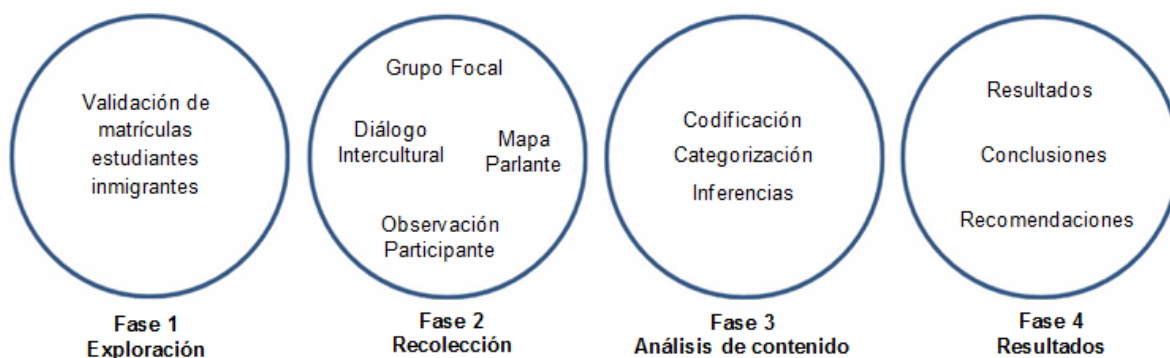 Validación de
matrículas
estudiantes
inmigrantes
Fase 1
Exploración
Grupo Focal
Diálogo
Intercultural
Mapa
Parlante
Observación
Participante
Fase 2
Recolección
Codificación
Categorización
Inferencias
Fase 3
Análisis de contenido
Resultados
Conclusiones
Recomendaciones
Fase 4
Resultados